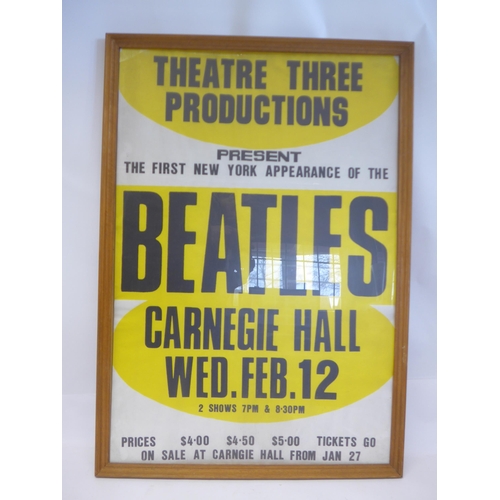 THEATRE THREE
PRODUCTIONS
PRESENT
THE FIRST NEW YORK APPEARANCE OF THE
BEATLES
CARNEGIE HALL
WED. FEB. 12
2 SHOWS 7PM & 8·30PM
PRICES $4·00 $4·50 $5·00 TICKETS GO
ON SALE AT CARNGIE HALL FROM JAN 27